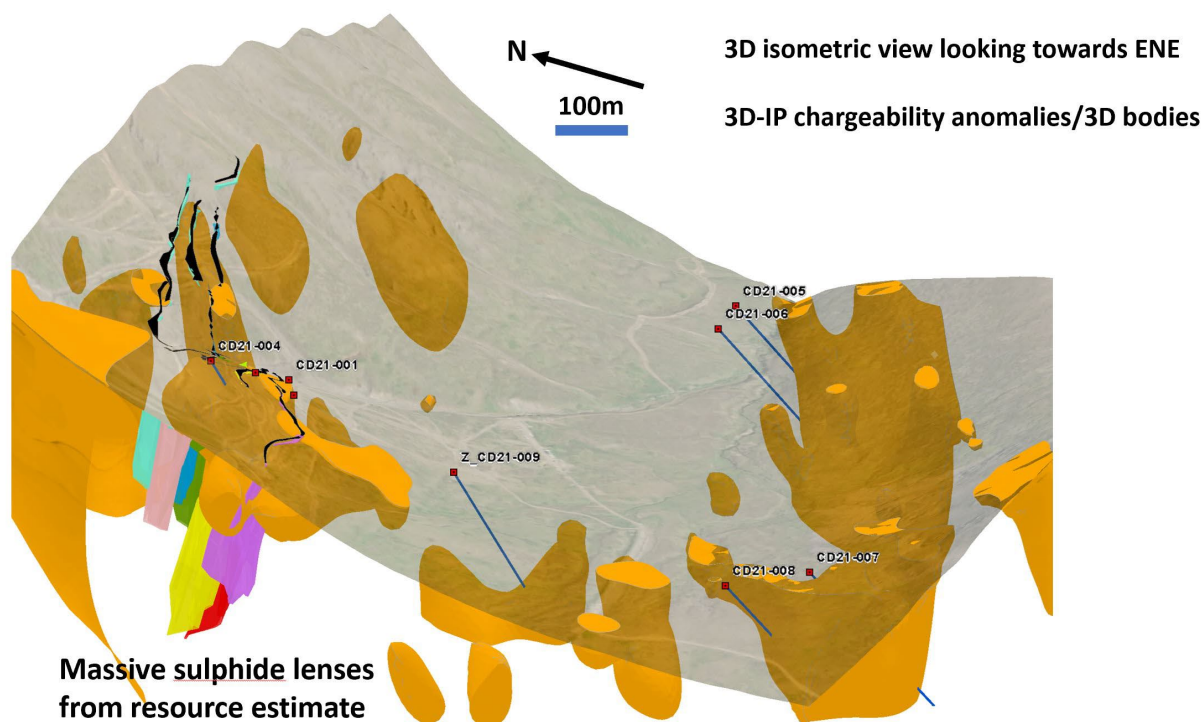 N
3D isometric view looking towards ENE
100m
3D-IP chargeability anomalies/3D bodies
CD21-005
CD21-006
CD21-004
CD21-001
Z_CD21-009
CD21-007
CD21-008
Massive sulphide lenses
from resource estimate